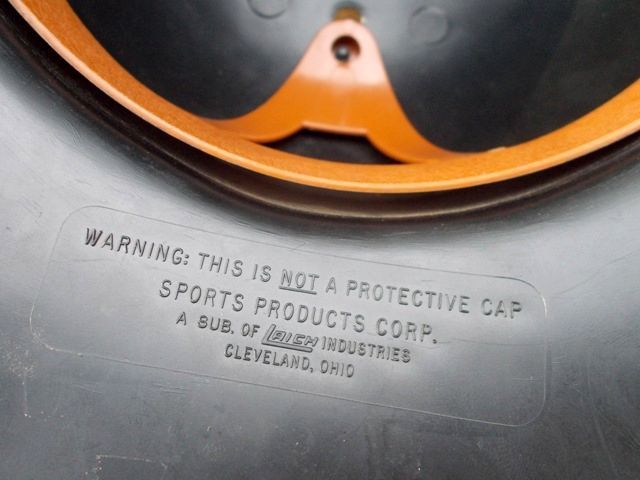 WARNING: THIS IS NOT A PROTECTIVE CAP
SPORTS PRODUCTS CORP.
A SUB. OF LAICH INDUSTRIES
CLEVELAND, OHIO